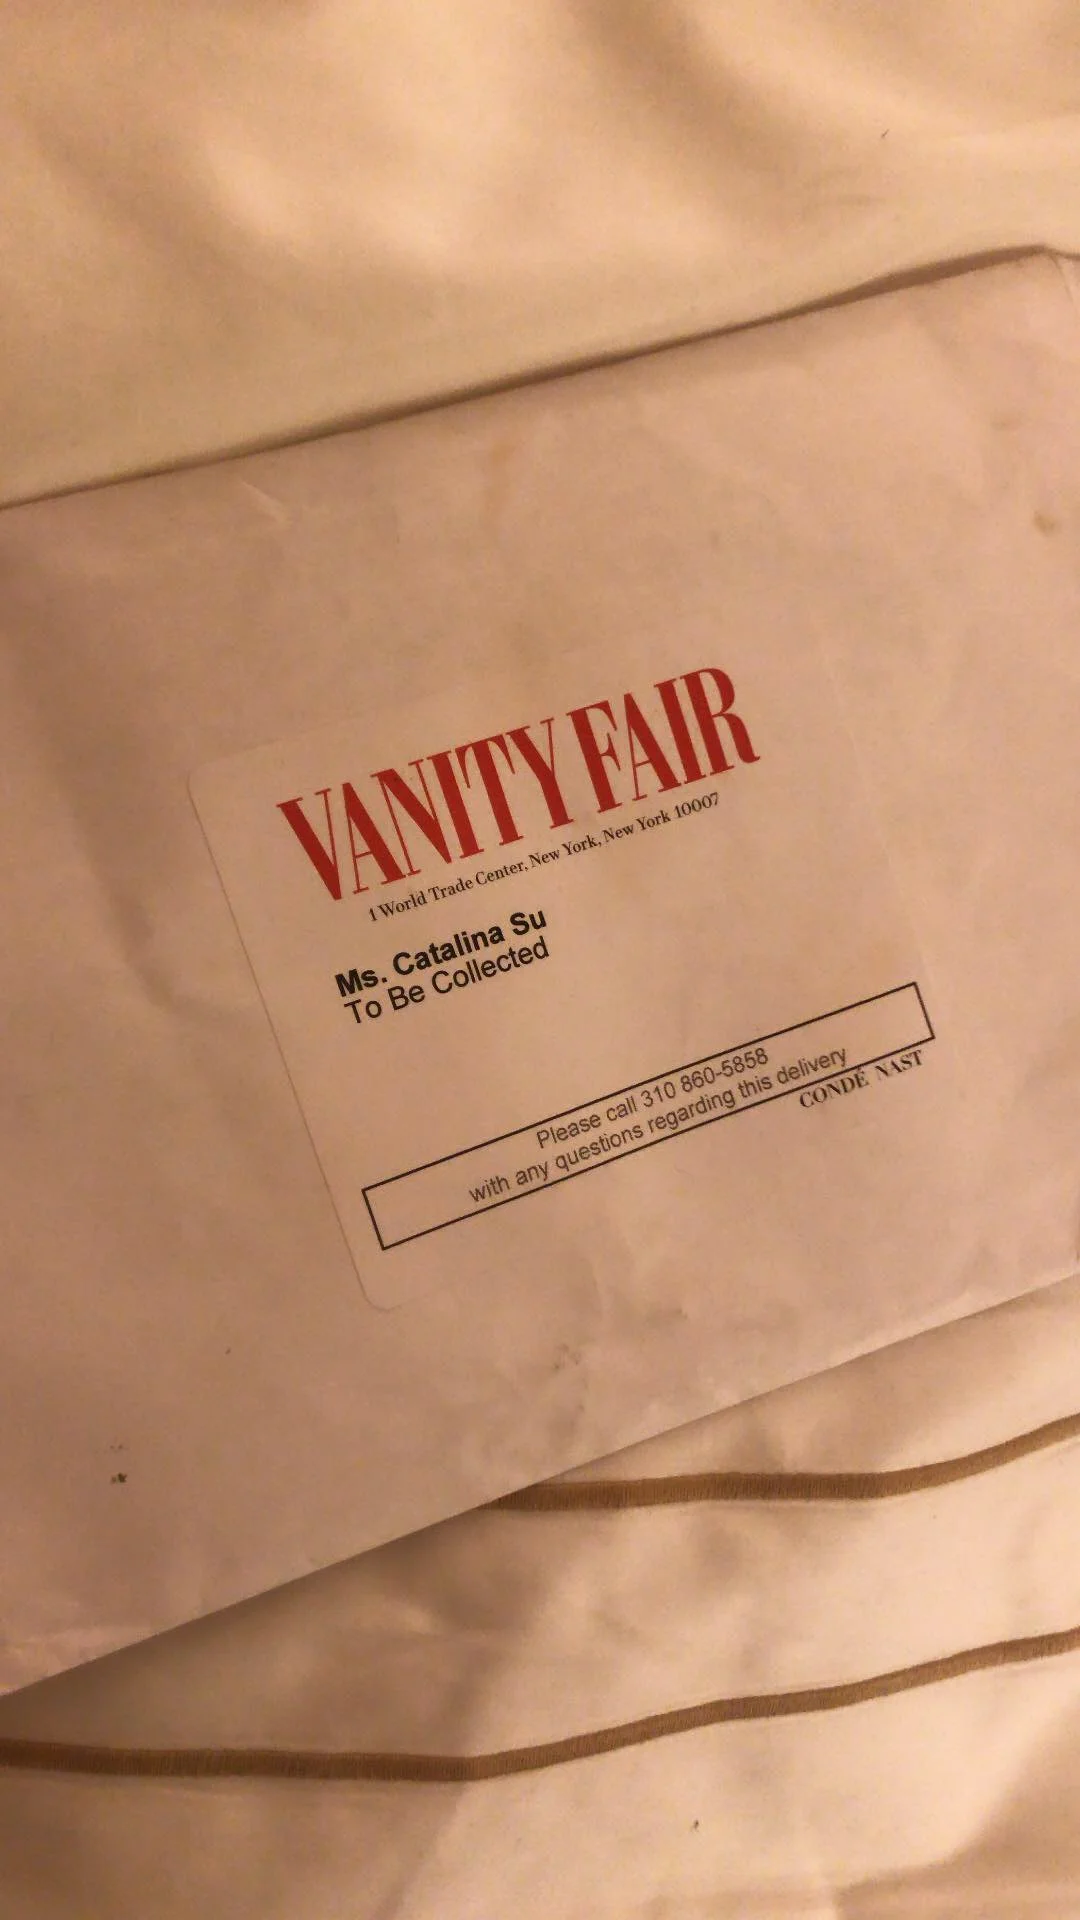 VANITY FAIR
1 World Trade Center, New York, New York 10007
Ms. Catalina Su
To Be Collected
Please call 310 860-5858
with any questions regarding this delivery
CONDÉ NAST